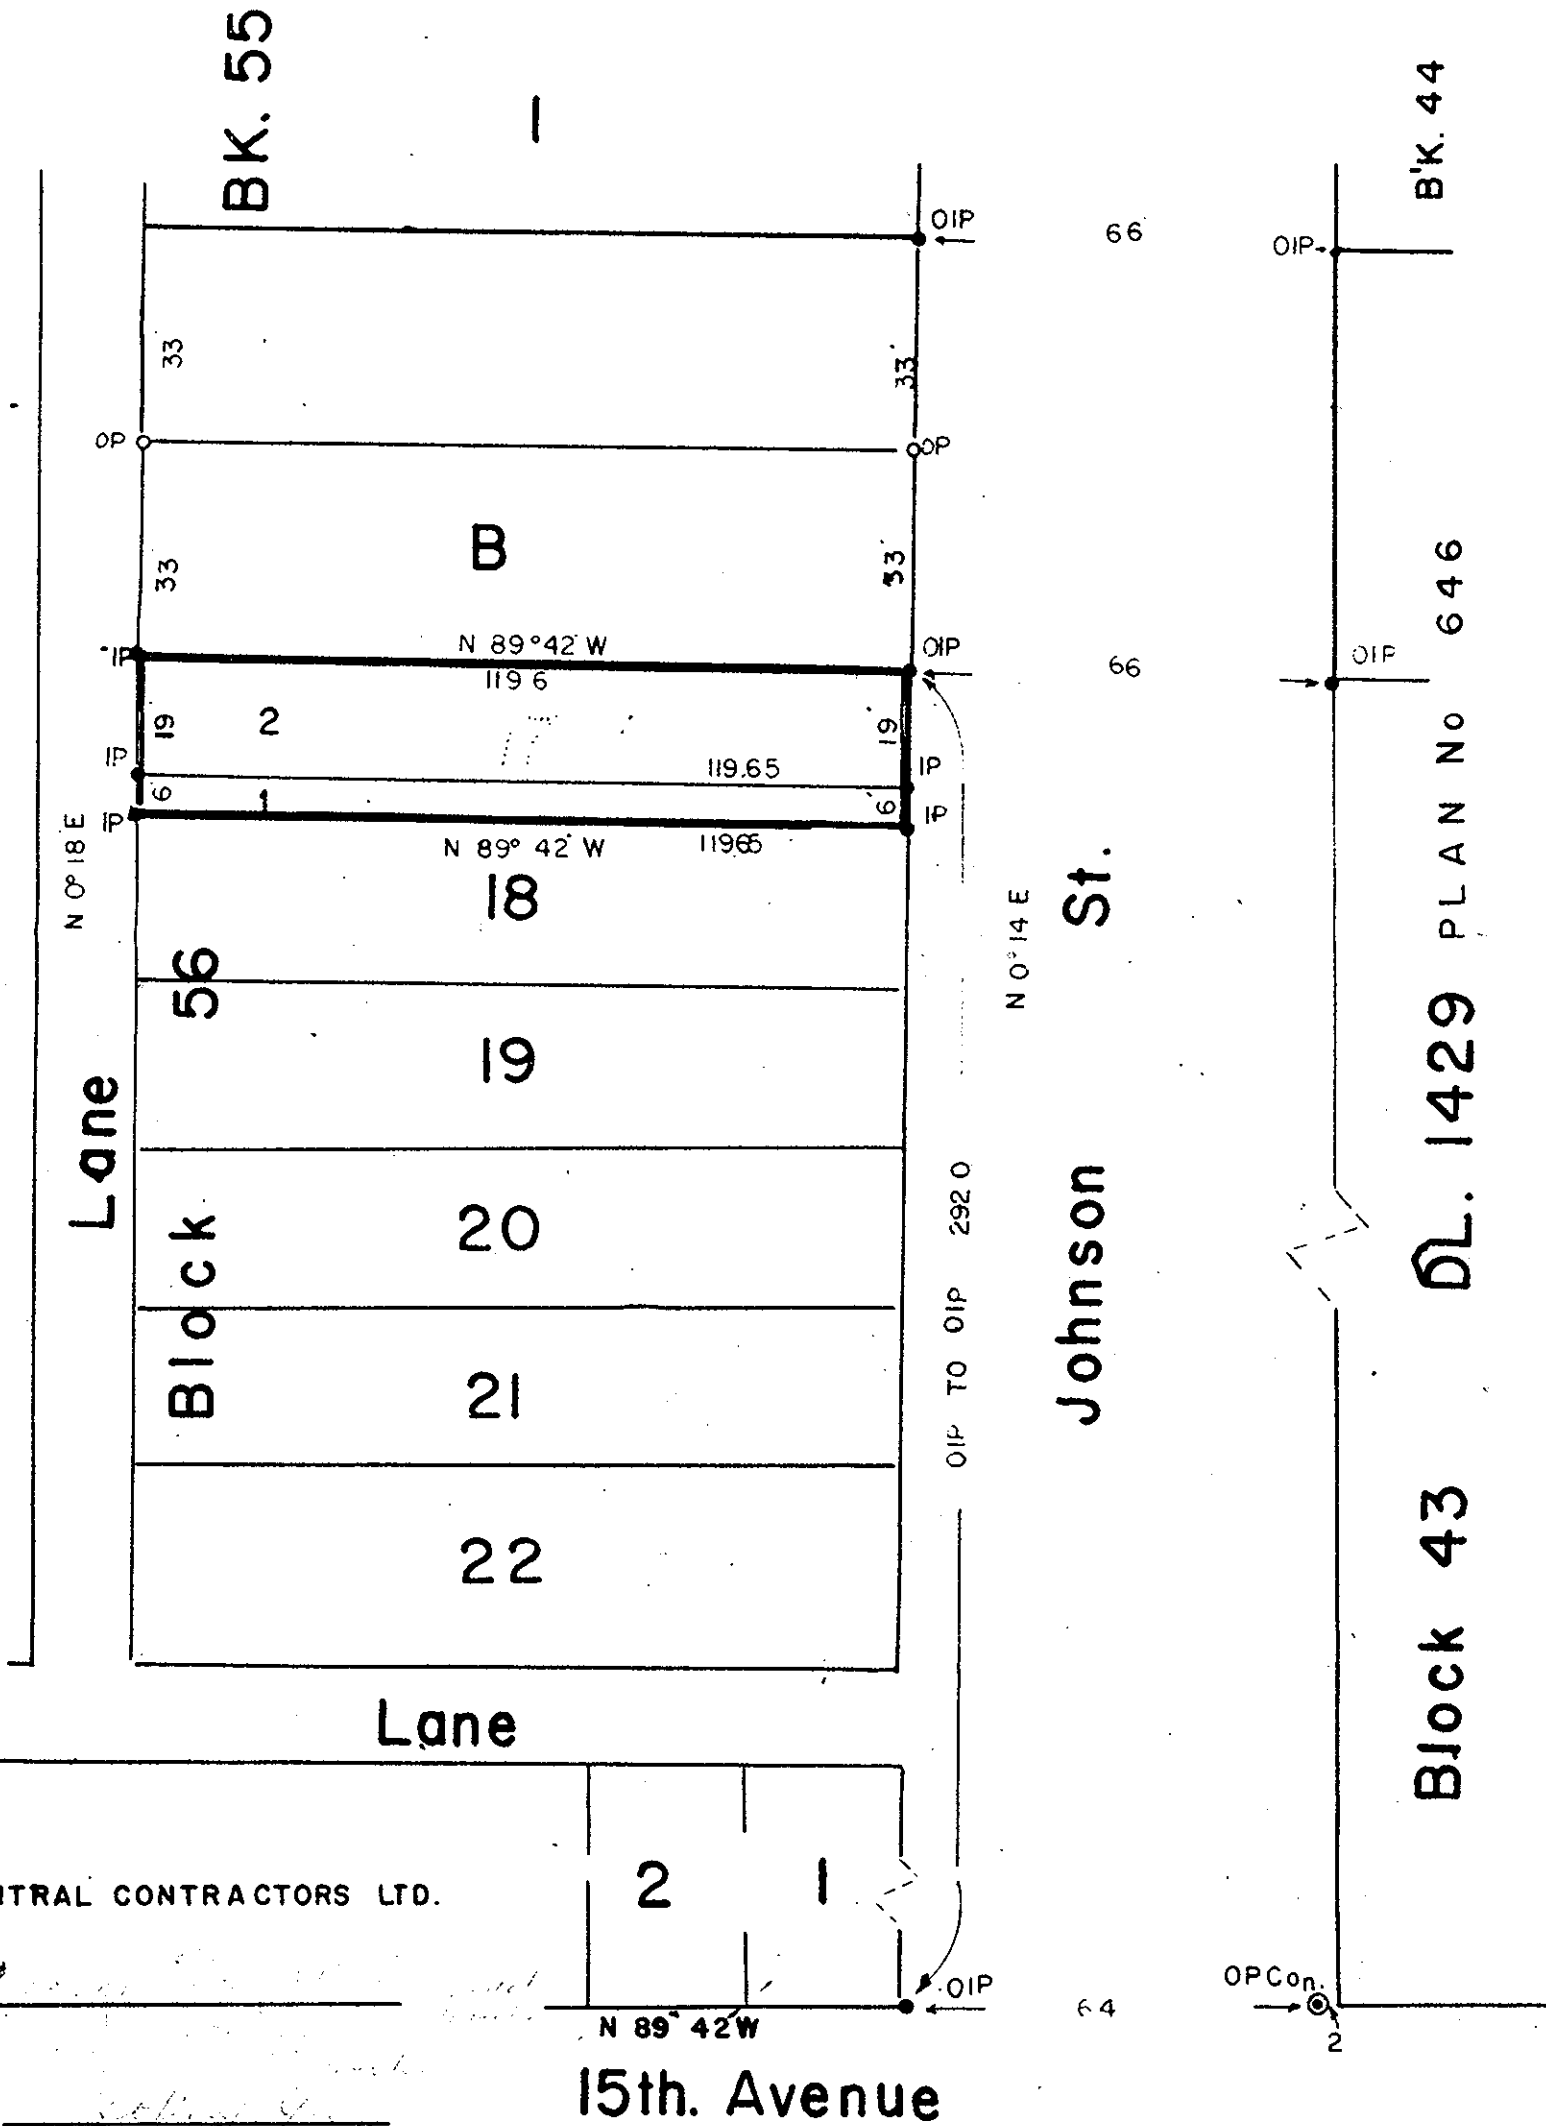 BK. 55
1
B'K. 44
OIP
66
OIP
33
33
OP
OP
B
33
33
N 89°42' W
OIP
IP
119 6
66
OIP
19
2
17
19
IP
119.65
IP
6
1
6
IP
IP
N 89° 42' W
11965
N 0° 18 E
18
St.
N 0° 14 E
PLAN No 646
56
19
Lane
DL. 1429
20
292 0
Johnson
Block
OIP TO OIP
21
22
Block 43
Lane
2
1
NTRAL CONTRACTORS LTD.
OIP
64
OPCon.
N 89° 42' W
2
15th. Avenue